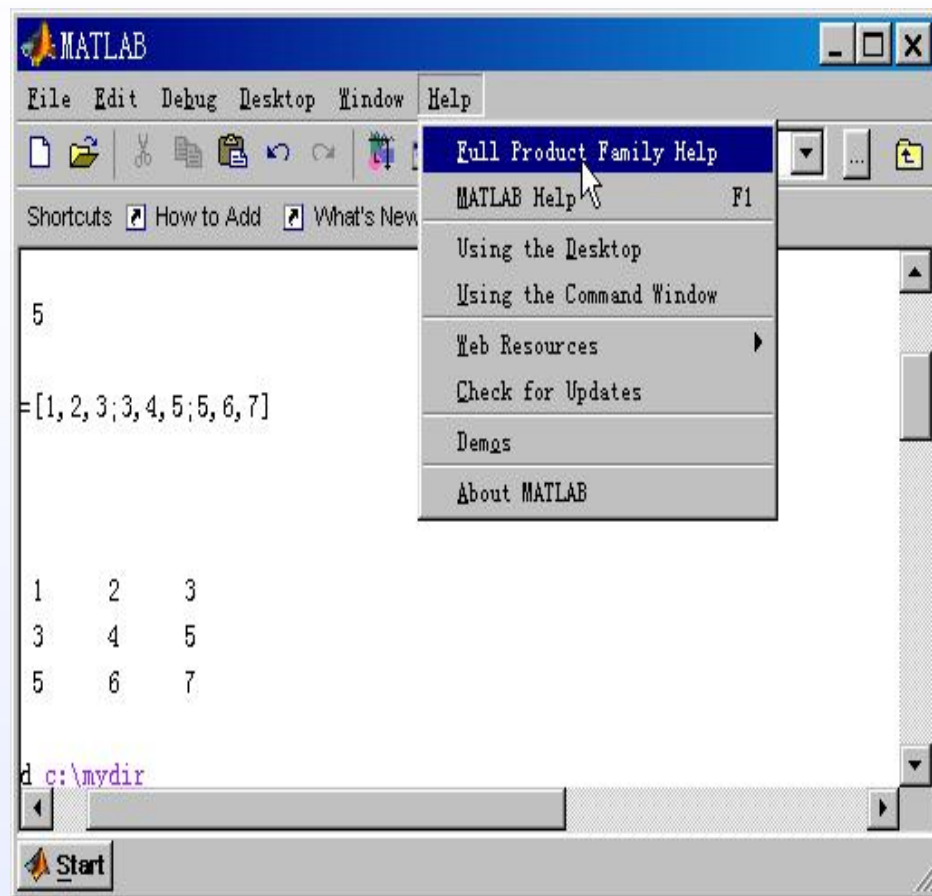 MATLAB
File Edit Debug Desktop Window Help
Full Product Family Help
MATLAB Help F1
Using the Desktop
Using the Command Window
Web Resources
Check for Updates
Demos
About MATLAB
...
Shortcuts How to Add What's New
5
=[1,2,3;3,4,5;5,6,7]
1 2 3
3 4 5
5 6 7
d c:\mydir
Start